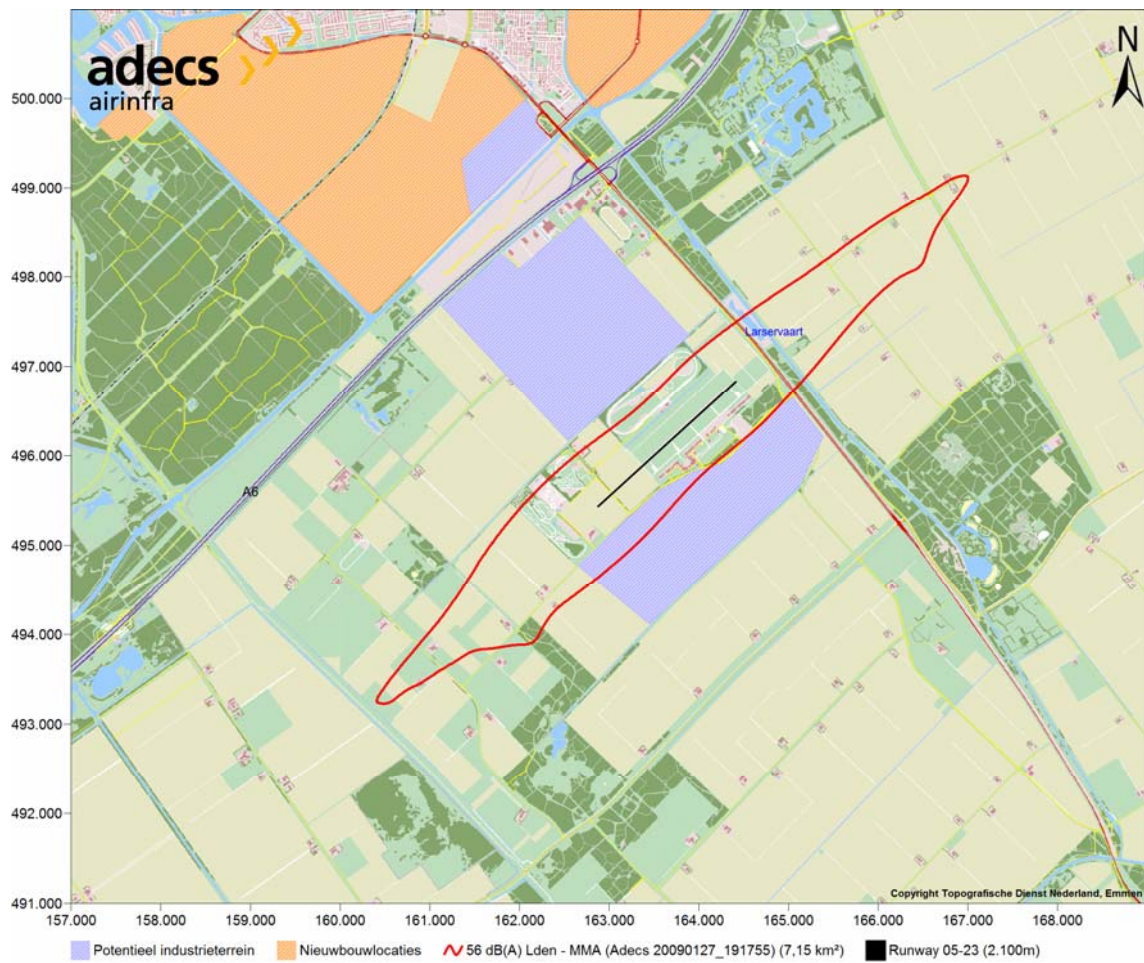 adecs
airinfra
N
500.000
499.000
498.000
497.000
496.000
495.000
494.000
493.000
492.000
491.000
Larservaart
A6
Copyright Topografische Dienst Nederland, Emmen
157.000 158.000 159.000 160.000 161.000 162.000 163.000 164.000 165.000 166.000 167.000 168.000
Potentieel industrieterrein Nieuwbouwlocaties 56 dB(A) Lden - MMA (Adecs 20090127_191755) (7,15 km²) Runway 05-23 (2.100m)